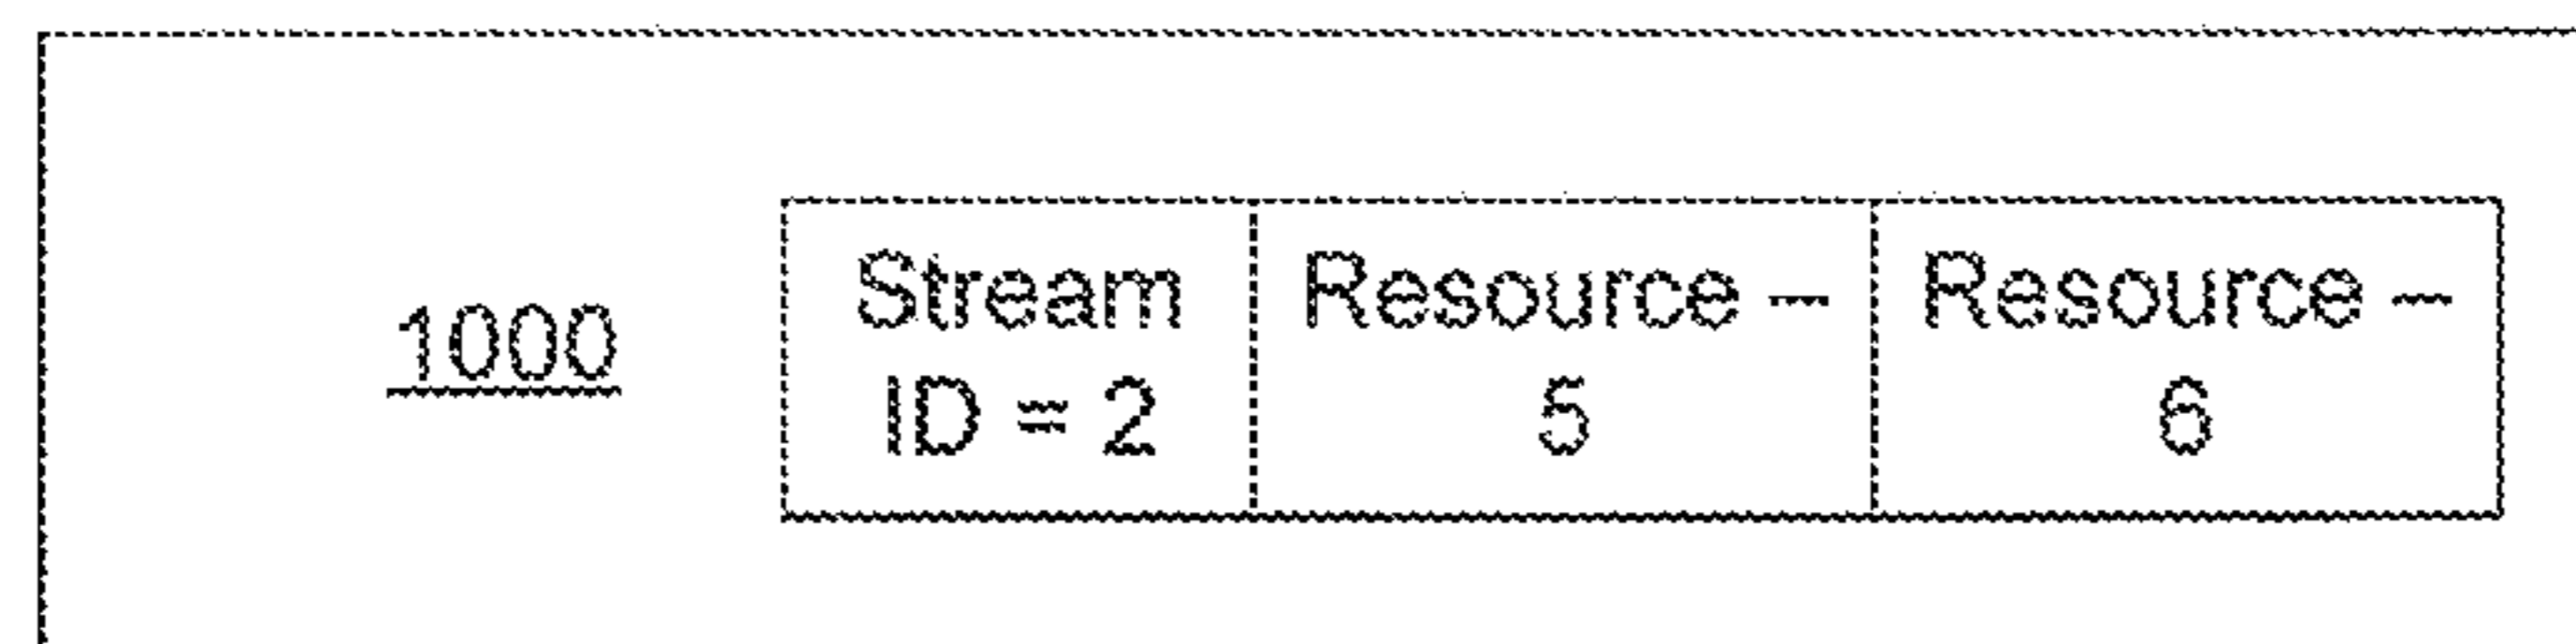 1000
Stream
ID = 2
Resource –
5
Resource –
6